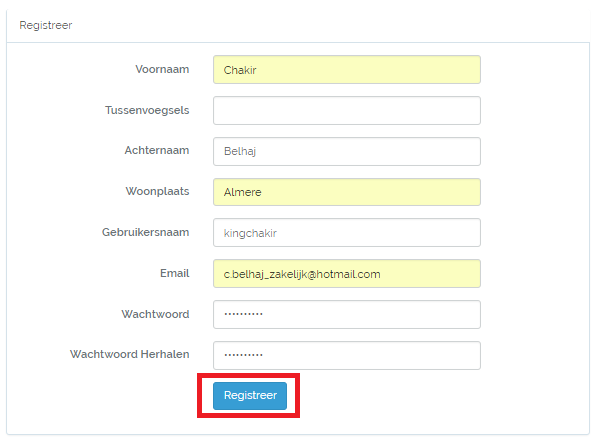 Registreer
Voornaam Chakir
Tussenvoegsels
Achternaam Belhaj
Woonplaats Almere
Gebruikersnaam kingchakir
Email c.belhaj_zakelijk@hotmail.com
Wachtwoord ••••••••••
Wachtwoord Herhalen ••••••••••
Registreer